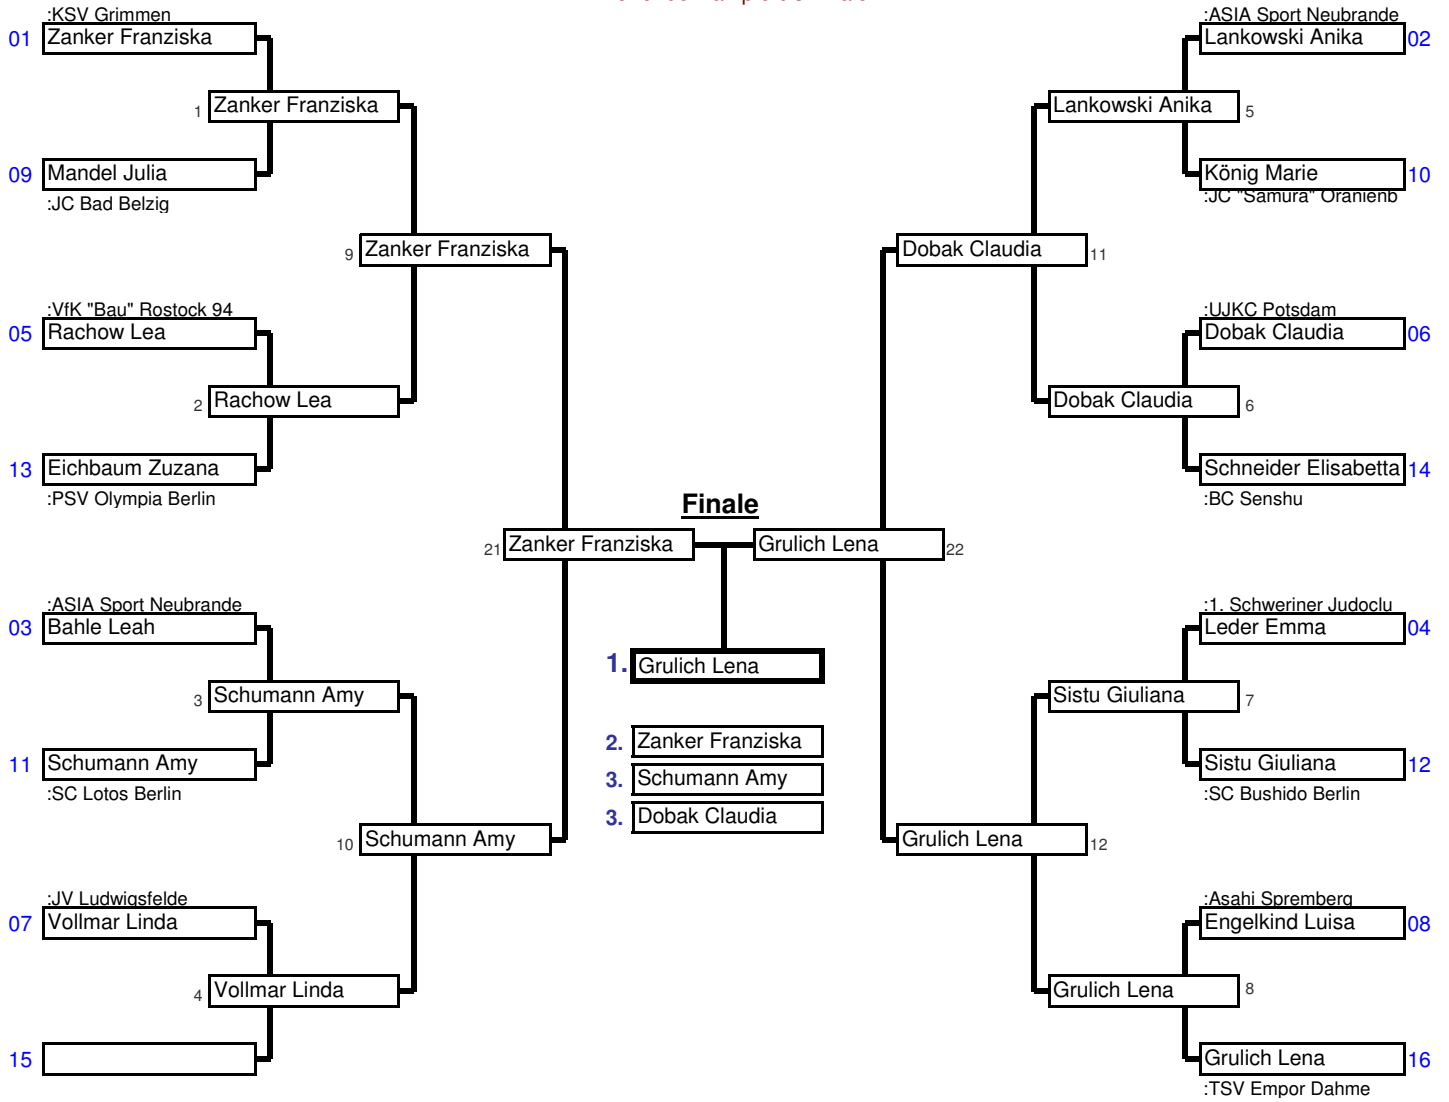 :KSV Grimmen
01 Zanker Franziska
1 Zanker Franziska
09 Mandel Julia
:JC Bad Belzig
9 Zanker Franziska
:VfK "Bau" Rostock 94
05 Rachow Lea
2 Rachow Lea
13 Eichbaum Zuzana
:PSV Olympia Berlin
21 Zanker Franziska
:ASIA Sport Neubrande
03 Bahle Leah
3 Schumann Amy
11 Schumann Amy
:SC Lotos Berlin
10 Schumann Amy
:JV Ludwigsfelde
07 Vollmar Linda
4 Vollmar Linda
15
Finale
1. Grulich Lena
2. Zanker Franziska
3. Schumann Amy
3. Dobak Claudia
:ASIA Sport Neubrande
Lankowski Anika 02
Lankowski Anika 5
König Marie 10
:JC "Samura" Oranienb
Dobak Claudia 11
:UJKC Potsdam
Dobak Claudia 06
Dobak Claudia 6
Schneider Elisabetta 14
:BC Senshu
Grulich Lena 22
:1. Schweriner Judoclu
Leder Emma 04
Sistu Giuliana 7
Sistu Giuliana 12
:SC Bushido Berlin
Grulich Lena 12
:Asahi Spremberg
Engelkind Luisa 08
Grulich Lena 8
Grulich Lena 16
:TSV Empor Dahme